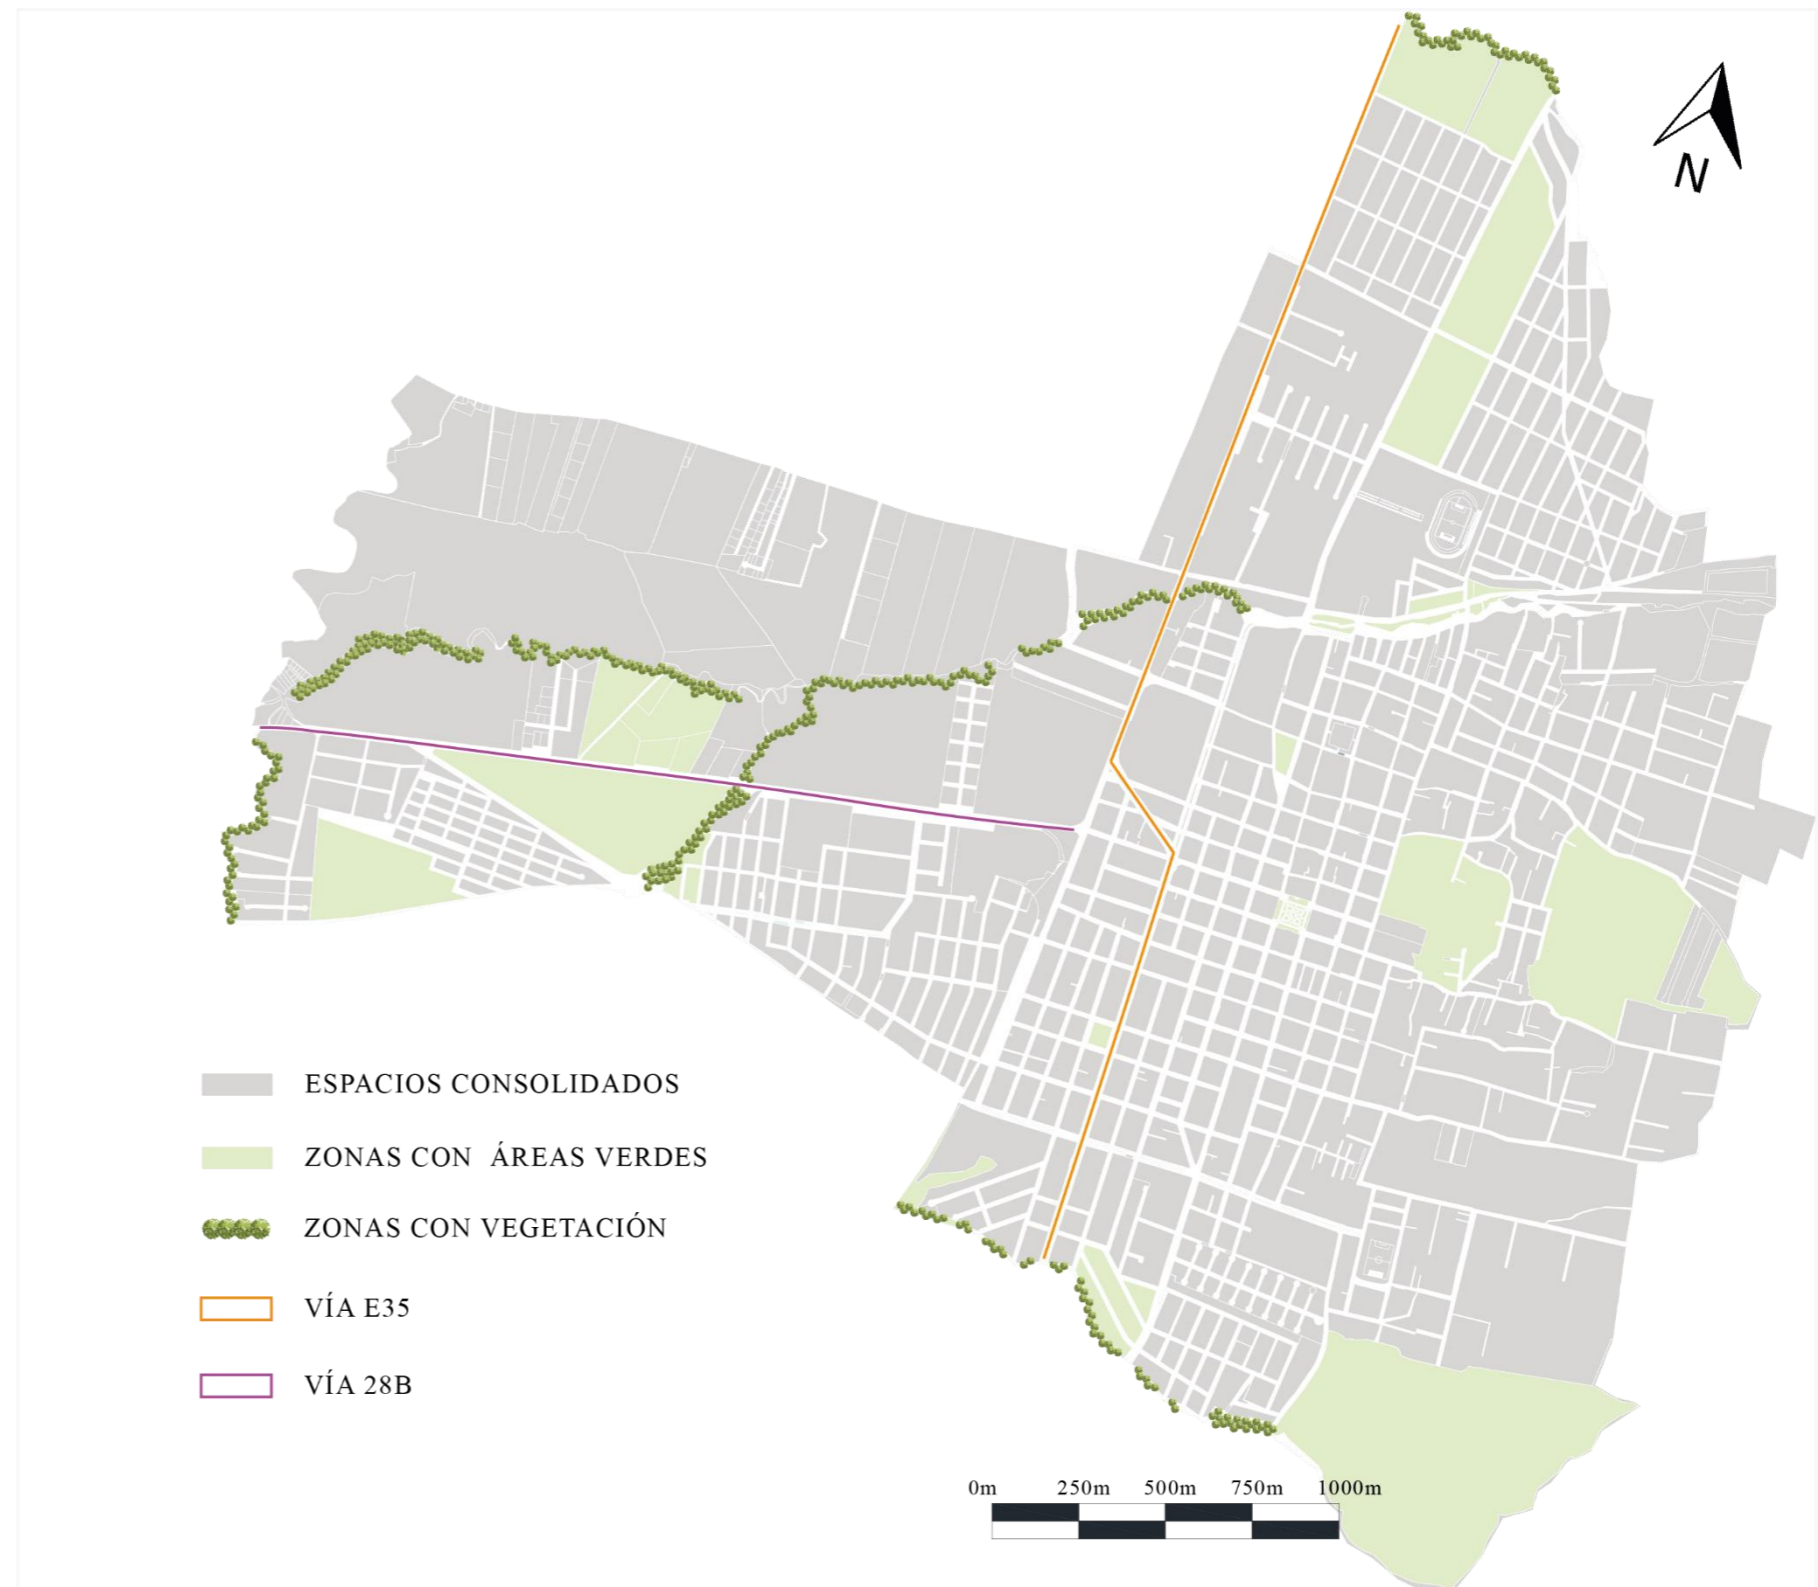 N
ESPACIOS CONSOLIDADOS
ZONAS CON ÁREAS VERDES
ZONAS CON VEGETACIÓN
VÍA E35
VÍA 28B
0m 250m 500m 750m 1000m